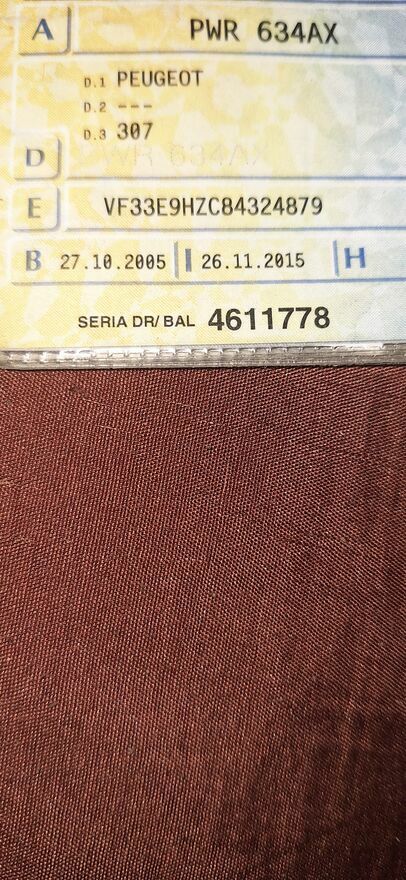 A PWR 634AX
D.1 PEUGEOT
D.2 ---
D.3 307
D PWR 634AX
E VF33E9HZC84324879
B 27.10.2005 I 26.11.2015 H
SERIA DR/BAL 4611778